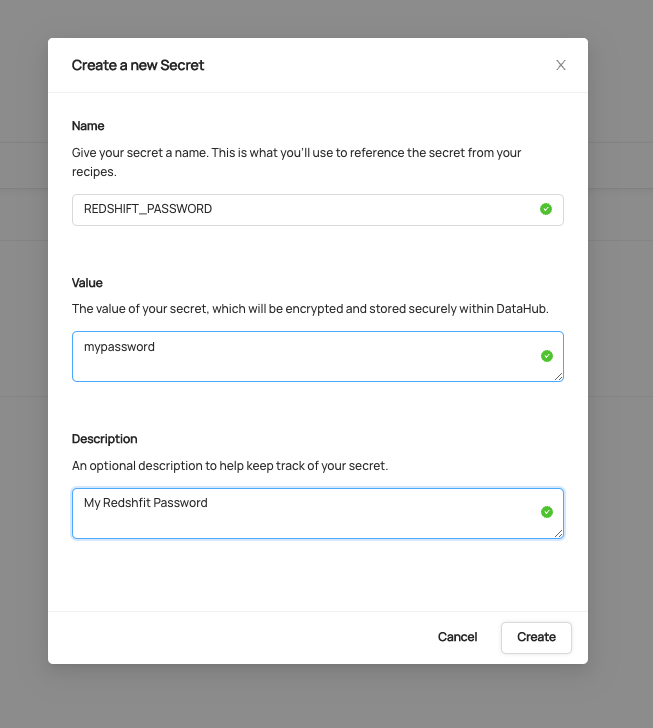 Create a new Secret
Name
Give your secret a name. This is what you'll use to reference the secret from your
recipes.
REDSHIFT_PASSWORD
Value
The value of your secret, which will be encrypted and stored securely within DataHub.
mypassword
Description
An optional description to help keep track of your secret.
My Redshfit Password
Cancel Create